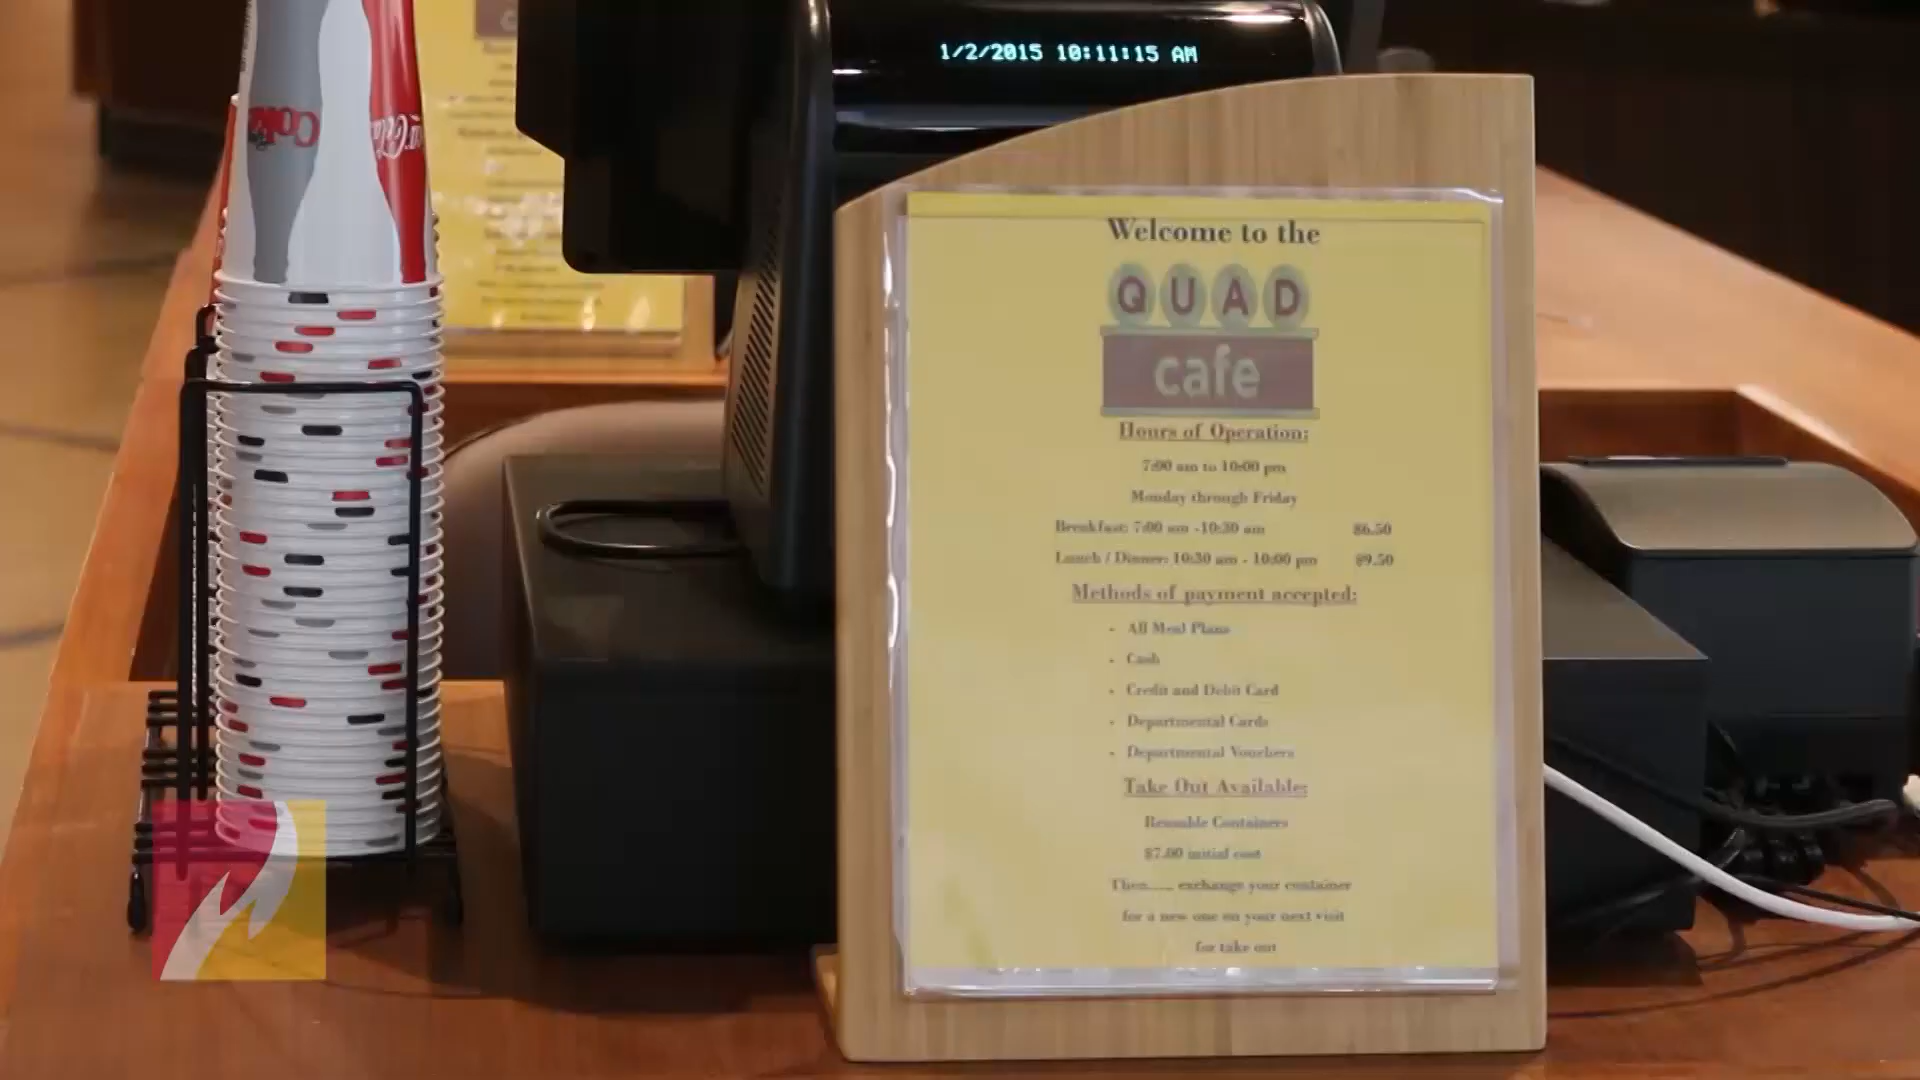 1/2/2015 10:11:15 AM
Coke
Coca-Cola
Welcome to the
QUAD
cafe
Hours of Operation:
7:00 am to 10:00 pm
Monday through Friday
Breakfast: 7:00 am -10:30 am $6.50
Lunch / Dinner: 10:30 am - 10:00 pm $9.50
Methods of payment accepted:
- All Meal Plans
- Cash
- Credit and Debit Card
- Departmental Cards
- Departmental Vouchers
Take Out Available:
Reusable Containers
$7.00 initial cost
Then...... exchange your container
for a new one on your next visit
for take out